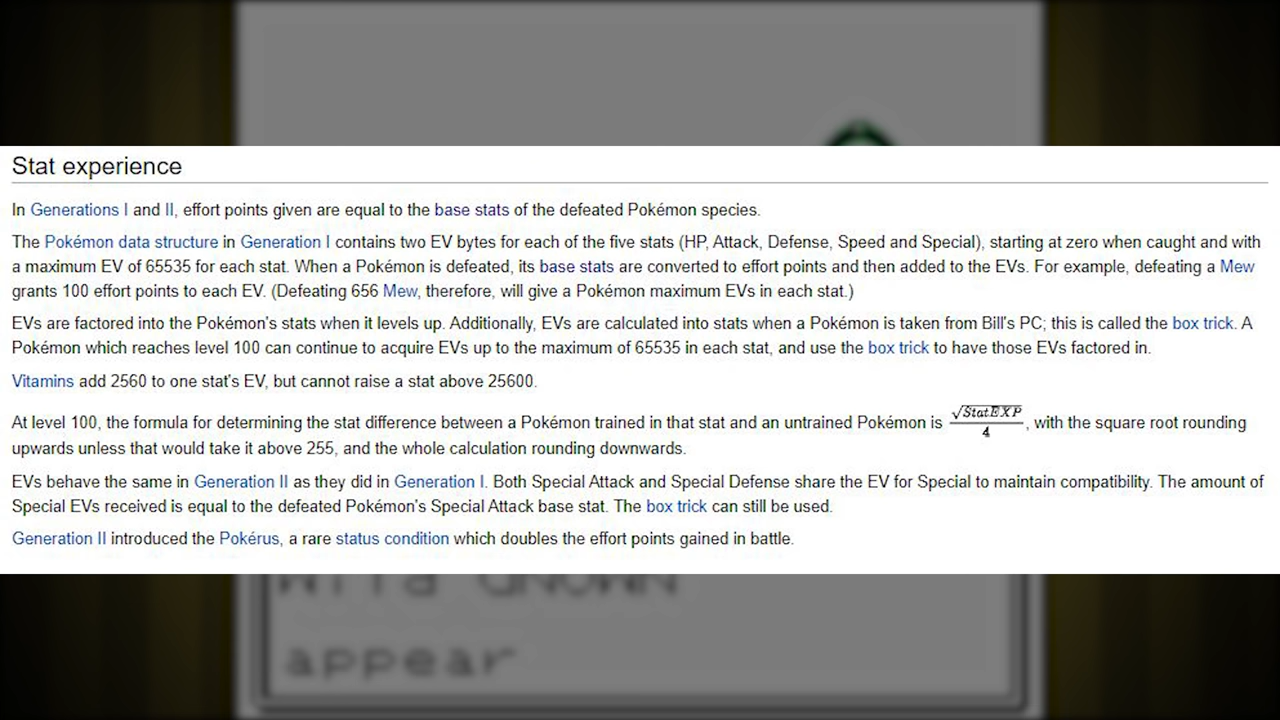 Stat experience
In Generations I and II, effort points given are equal to the base stats of the defeated Pokémon species.
The Pokémon data structure in Generation I contains two EV bytes for each of the five stats (HP, Attack, Defense, Speed and Special), starting at zero when caught and with
a maximum EV of 65535 for each stat. When a Pokémon is defeated, its base stats are converted to effort points and then added to the EVs. For example, defeating a Mew
grants 100 effort points to each EV. (Defeating 656 Mew, therefore, will give a Pokémon maximum EVs in each stat.)
EVs are factored into the Pokémon's stats when it levels up. Additionally, EVs are calculated into stats when a Pokémon is taken from Bill's PC; this is called the box trick. A
Pokémon which reaches level 100 can continue to acquire EVs up to the maximum of 65535 in each stat, and use the box trick to have those EVs factored in.
Vitamins add 2560 to one stat's EV, but cannot raise a stat above 25600.
At level 100, the formula for determining the stat difference between a Pokémon trained in that stat and an untrained Pokémon is √StatEXP/4, with the square root rounding
upwards unless that would take it above 255, and the whole calculation rounding downwards.
EVs behave the same in Generation II as they did in Generation I. Both Special Attack and Special Defense share the EV for Special to maintain compatibility. The amount of
Special EVs received is equal to the defeated Pokémon's Special Attack base stat. The box trick can still be used.
Generation II introduced the Pokérus, a rare status condition which doubles the effort points gained in battle.
appear